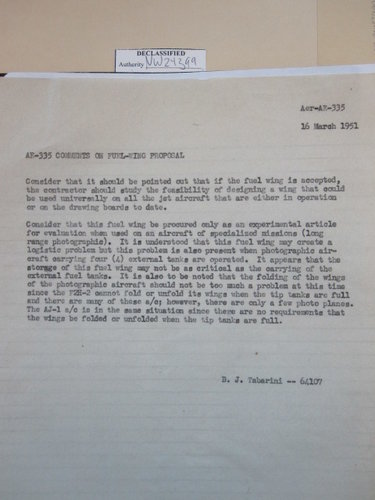 DECLASSIFIED
Authority NW 24399
Aer-AE-335
16 March 1951
AE-335 COMMENTS ON FUEL-WING PROPOSAL
Consider that it should be pointed out that if the fuel wing is accepted,
the contractor should study the feasibility of designing a wing that could
be used universally on all the jet aircraft that are either in operation
or on the drawing boards to date.
Consider that this fuel wing be procured only as an experimental article
for evaluation when used on an aircraft of specialized missions (long
range photographic). It is understood that this fuel wing may create a
logistic problem but this problem is also present when photographic air-
craft carrying four (4) external tanks are operated. It appears that the
storage of this fuel wing may not be as critical as the carrying of the
external fuel tanks. It is also to be noted that the folding of the wings
of the photographic aircraft should not be too much a problem at this time
since the F2H-2 cannot fold or unfold its wings when the tip tanks are full
and there are many of these a/c; however, there are only a few photo planes.
The AJ-1 a/c is in the same situation since there are no requirements that
the wings be folded or unfolded when the tip tanks are full.
B. J. Tabarini -- 64107